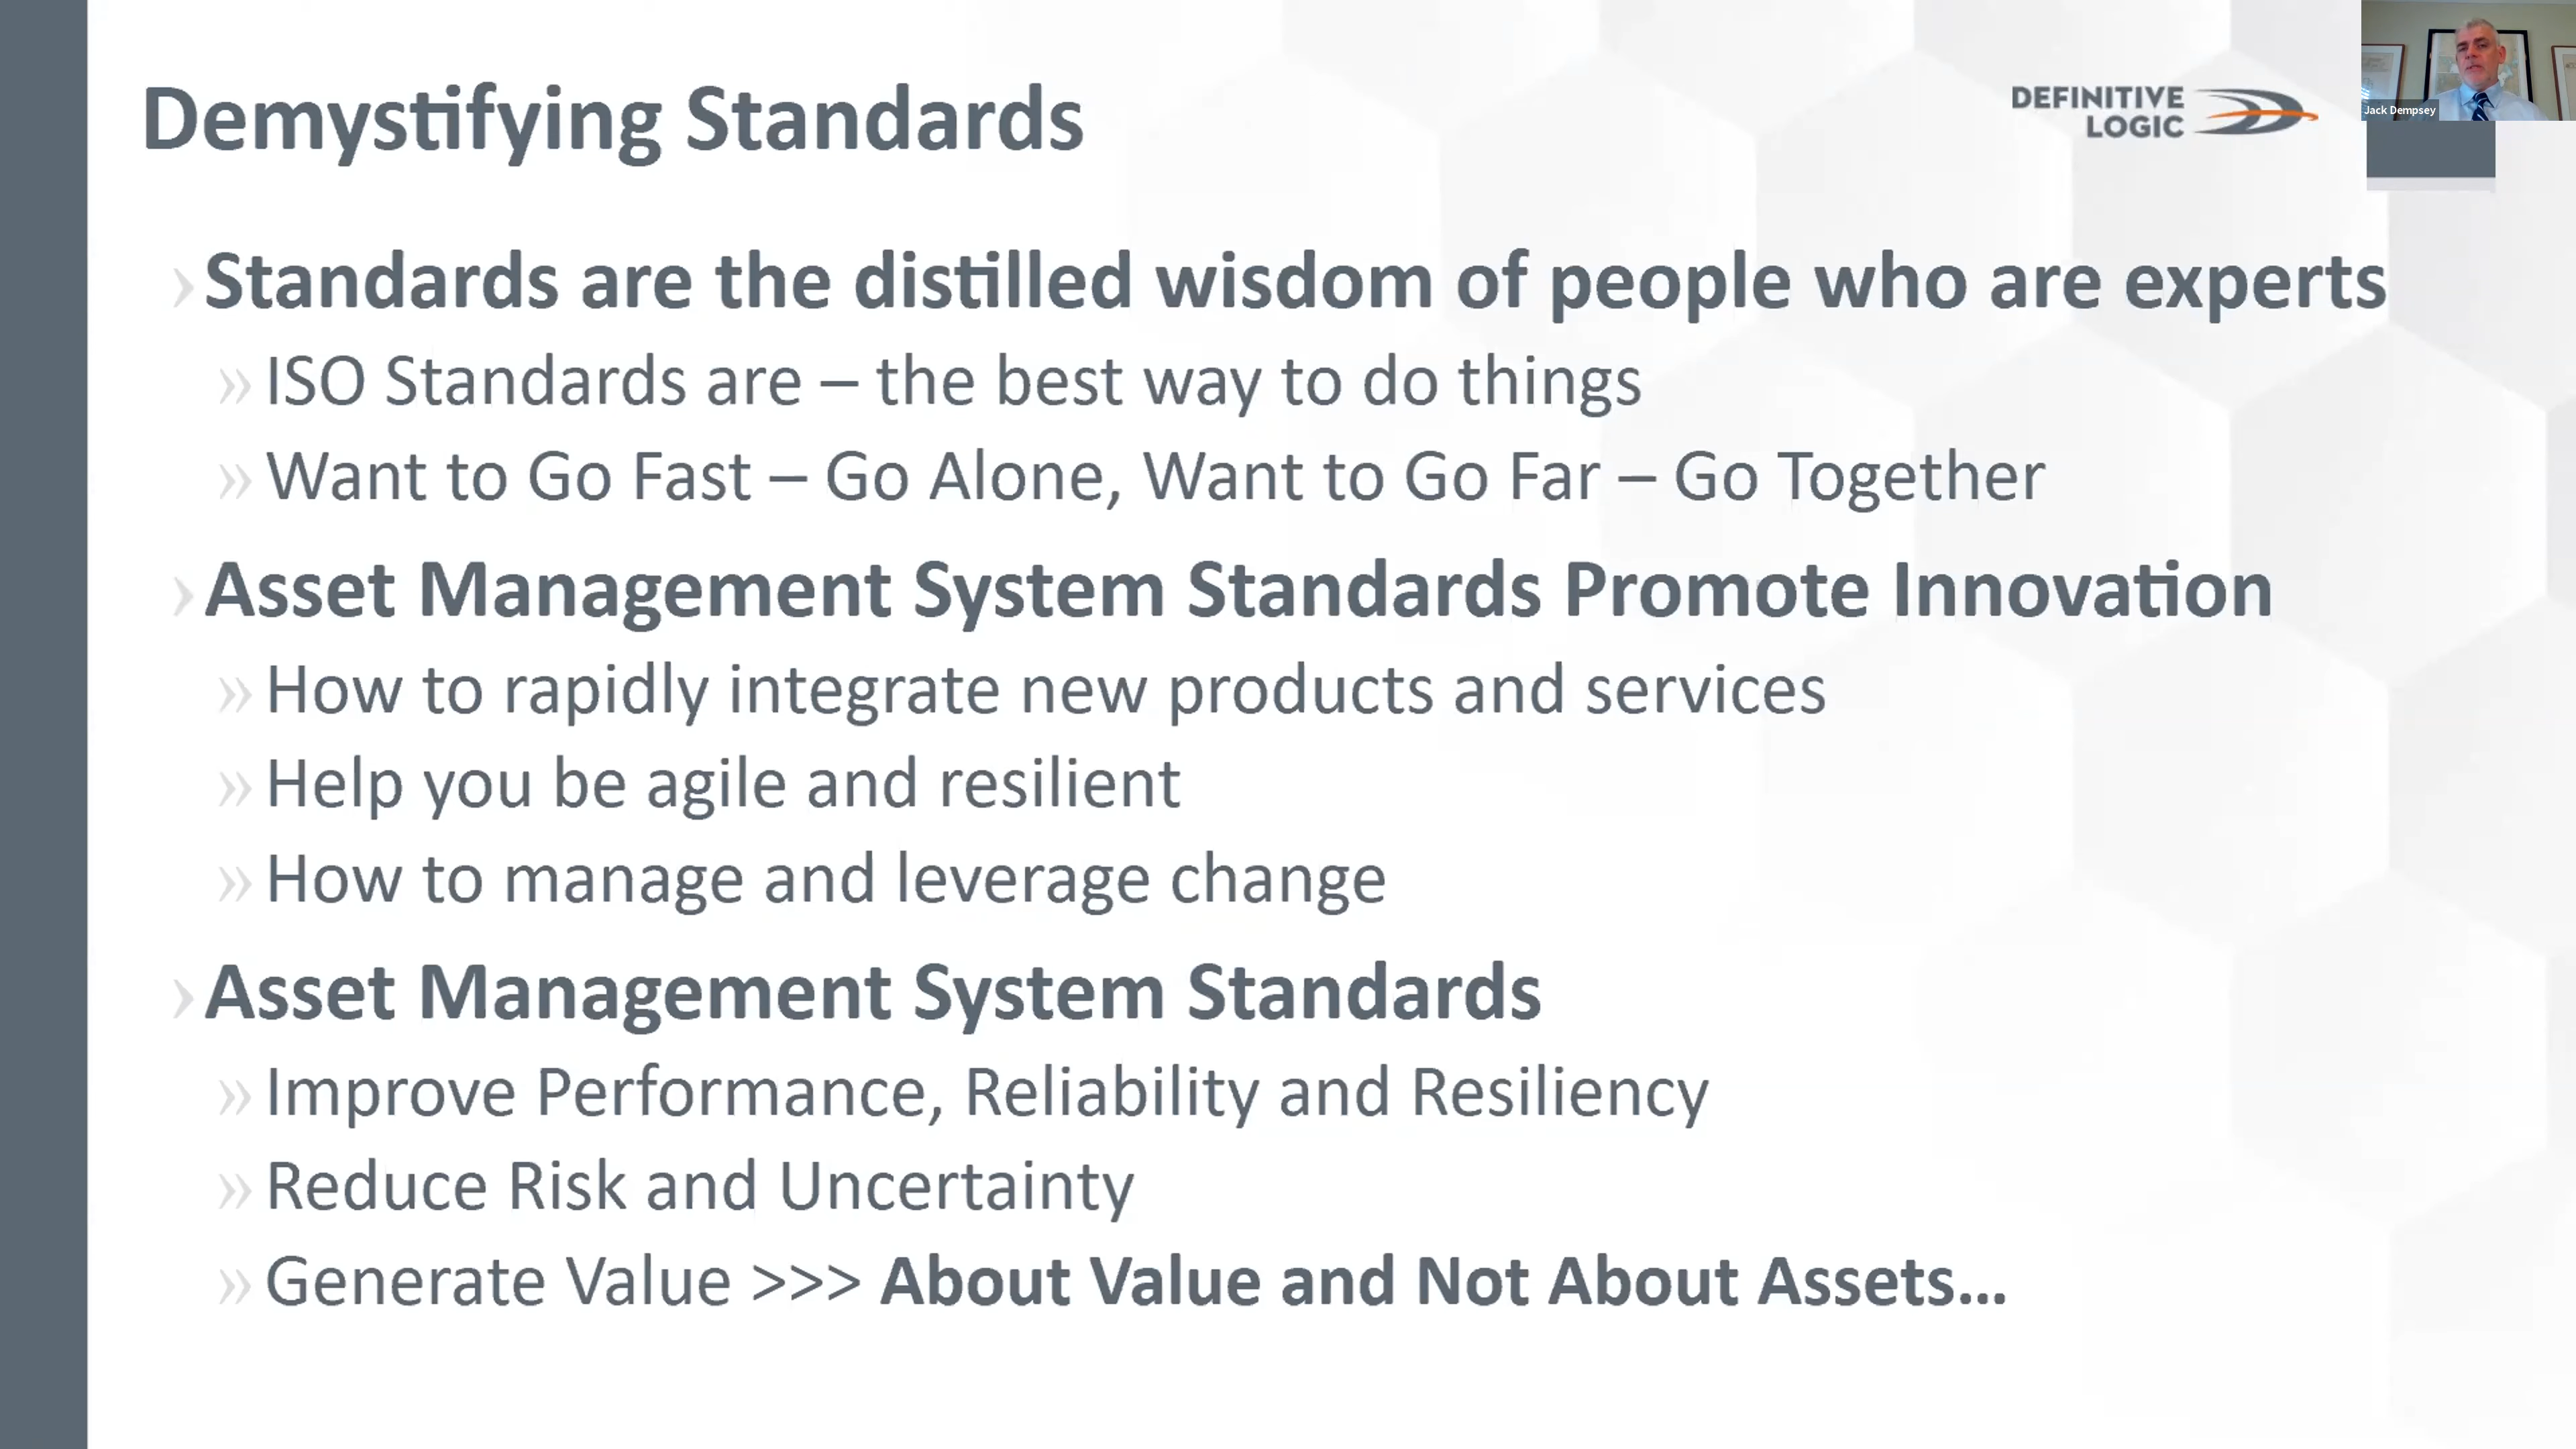 Demystifying Standards
DEFINITIVE
LOGIC
Jack Dempsey
› Standards are the distilled wisdom of people who are experts
» ISO Standards are – the best way to do things
» Want to Go Fast – Go Alone, Want to Go Far – Go Together
› Asset Management System Standards Promote Innovation
» How to rapidly integrate new products and services
» Help you be agile and resilient
» How to manage and leverage change
› Asset Management System Standards
» Improve Performance, Reliability and Resiliency
» Reduce Risk and Uncertainty
» Generate Value >>> About Value and Not About Assets...